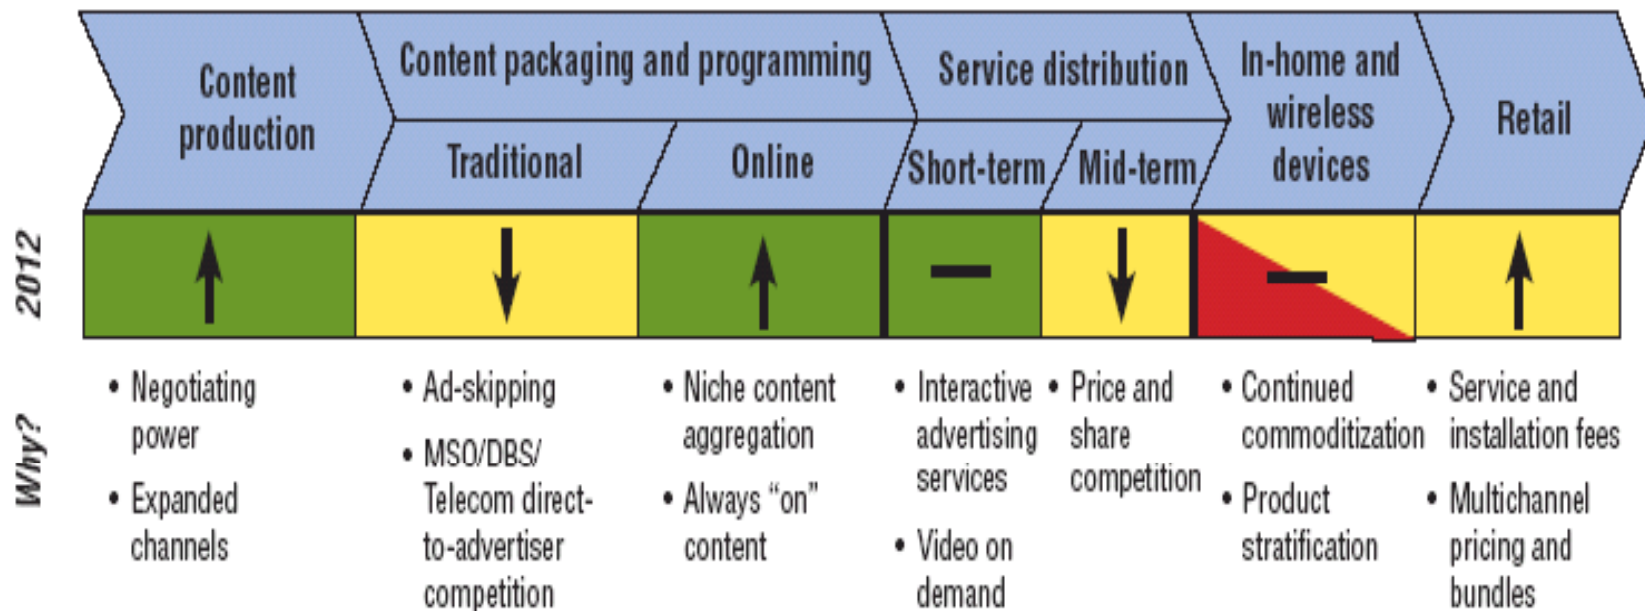 Content
production
Content packaging and programming
Traditional
Online
Service distribution
Short-term
Mid-term
In-home and
wireless
devices
Retail
2012
Why?
• Negotiating
power
• Expanded
channels
• Ad-skipping
• MSO/DBS/
Telecom direct-
to-advertiser
competition
• Niche content
aggregation
• Always “on”
content
• Interactive
advertising
services
• Video on
demand
• Price and
share
competition
• Continued
commoditization
• Product
stratification
• Service and
installation fees
• Multichannel
pricing and
bundles